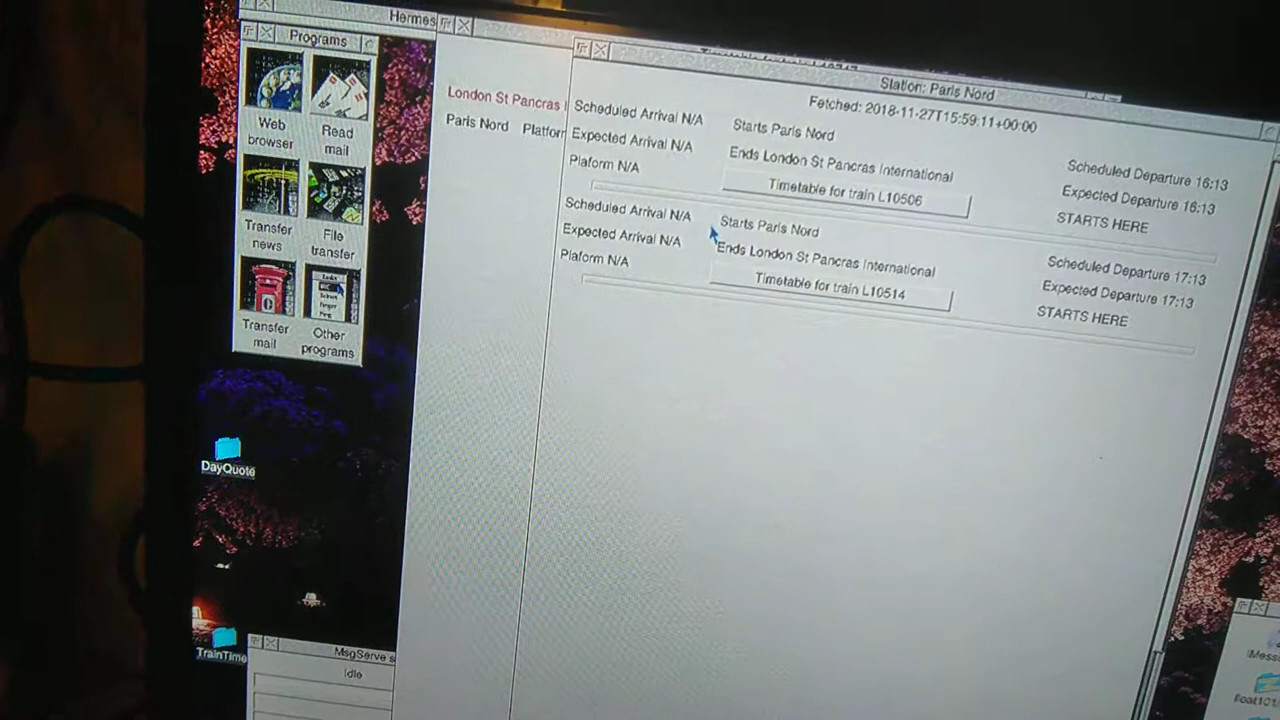 Hermes
Programs
Web browser
Read mail
Transfer news
File transfer
Transfer mail
Other programs
DayQuote
TrainTime
MsgServe s
Idle
London St Pancras
Paris Nord Platfor
Station: Paris Nord
Fetched: 2018-11-27T15:59:11+00:00
Scheduled Arrival N/A
Starts Paris Nord
Scheduled Departure 16:13
Expected Arrival N/A
Ends London St Pancras International
Expected Departure 16:13
Plaform N/A
Timetable for train L10506
STARTS HERE
Scheduled Arrival N/A
Starts Paris Nord
Scheduled Departure 17:13
Expected Arrival N/A
Ends London St Pancras International
Expected Departure 17:13
Plaform N/A
Timetable for train L10514
STARTS HERE
!Mess
float101